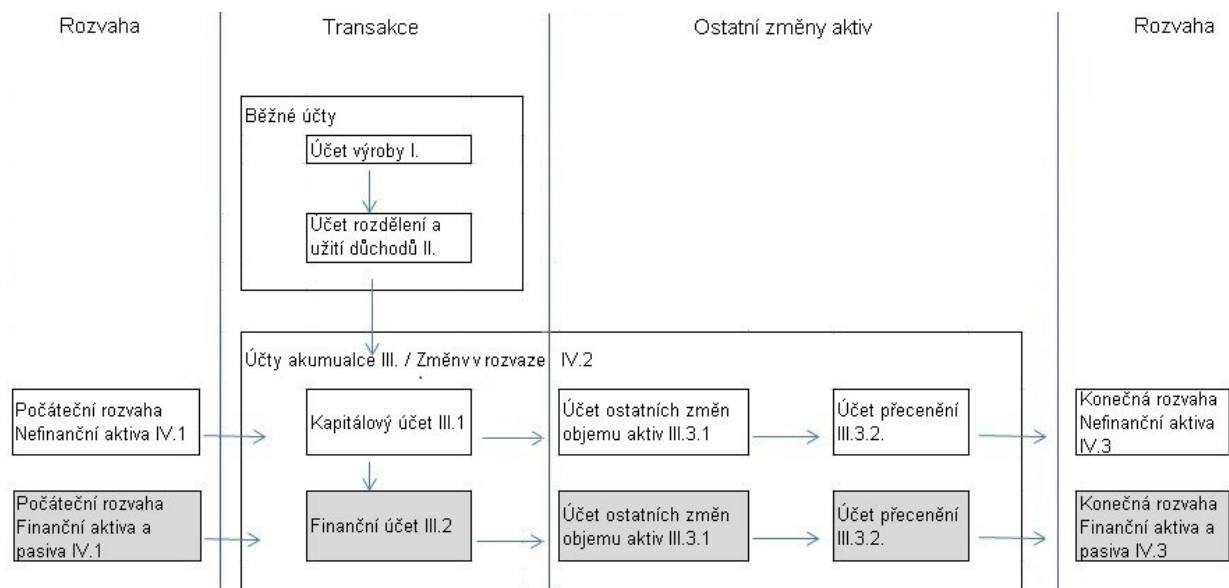 Rozvaha
Transakce
Ostatní změny aktiv
Rozvaha
Běžné účty
Účet výroby I.
Účet rozdělení a
užití důchodů II.
Účty akumualce III. / Změny v rozvaze IV.2
Počáteční rozvaha
Nefinanční aktiva IV.1
Kapitálový účet III.1
Účet ostatních změn
objemu aktiv III.3.1
Účet přecenění
III.3.2.
Konečná rozvaha
Nefinanční aktiva
IV.3
Počáteční rozvaha
Finanční aktiva a
pasiva IV.1
Finanční účet III.2
Účet ostatních změn
objemu aktiv III.3.1
Účet přecenění
III.3.2.
Konečná rozvaha
Finanční aktiva a
pasiva IV.3